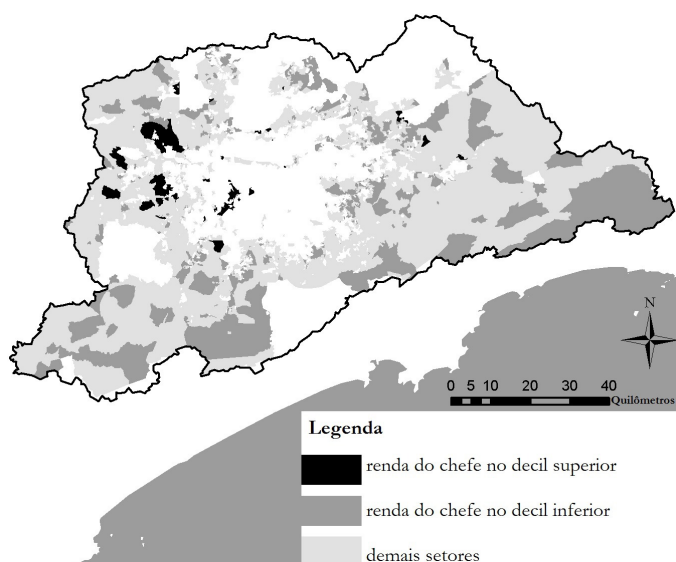 N
0 5 10 20 30 40
Quilômetros
Legenda
renda do chefe no decil superior
renda do chefe no decil inferior
demais setores